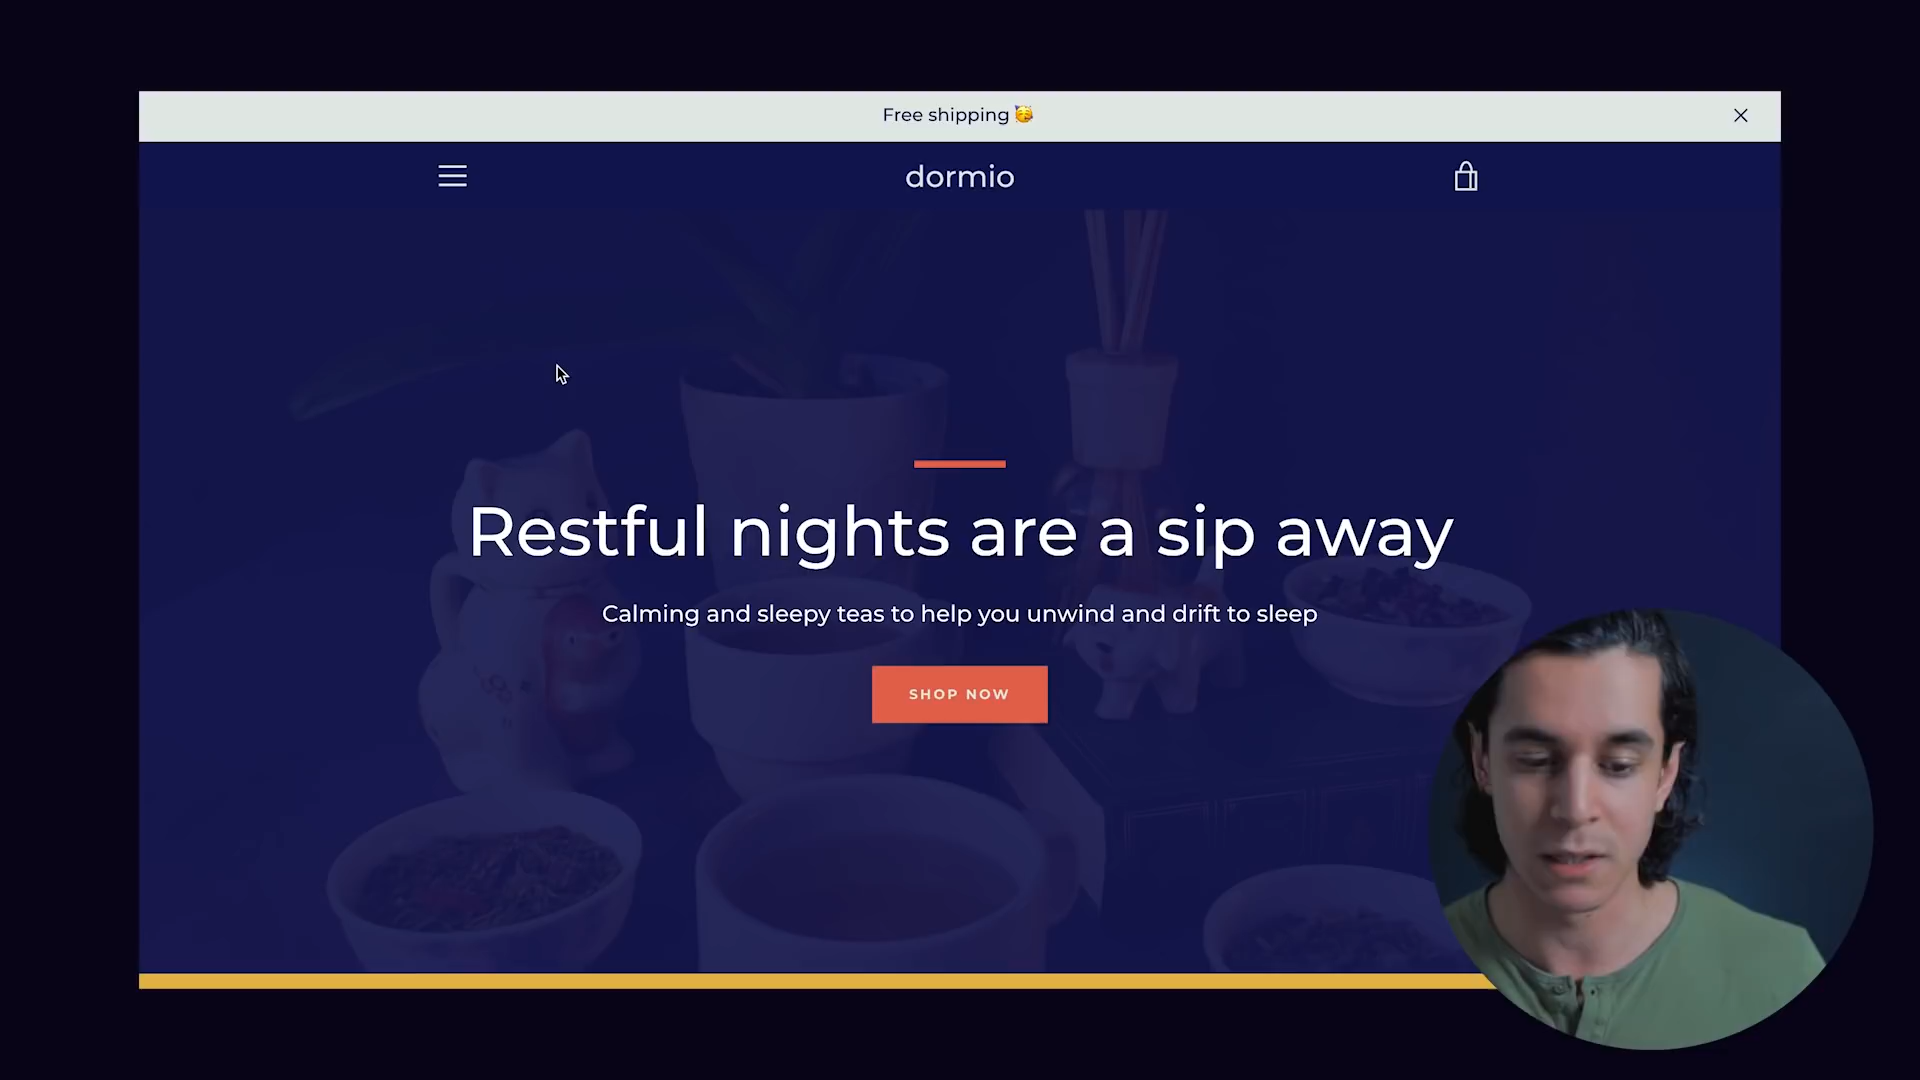 Free shipping 🥳
dormio
Restful nights are a sip away
Calming and sleepy teas to help you unwind and drift to sleep
SHOP NOW